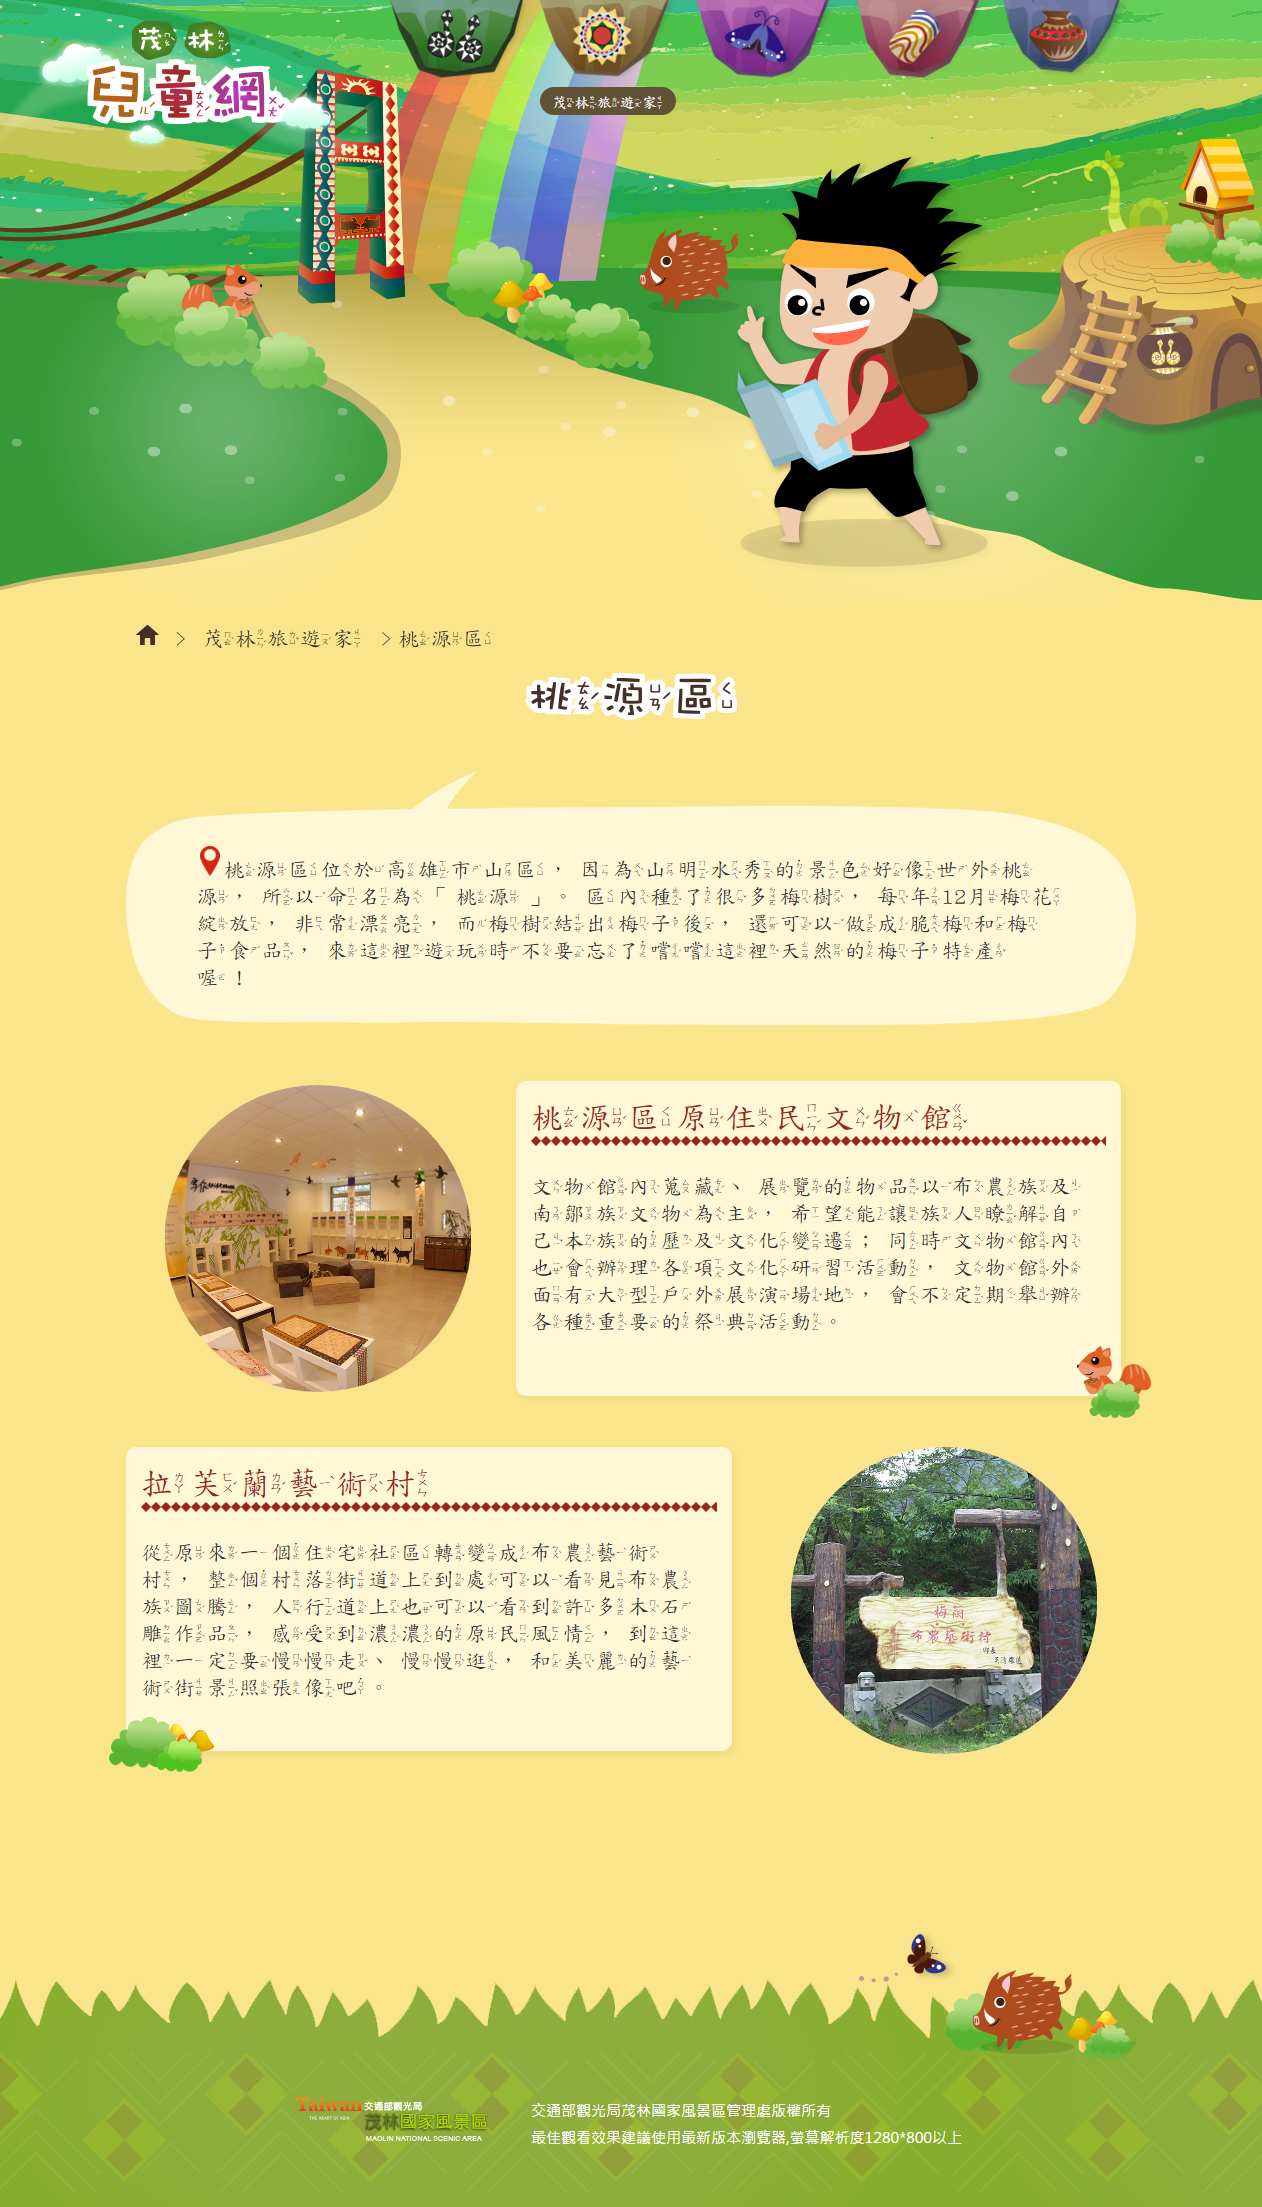 茂林
兒童網
茂林旅遊家
茂林旅遊家 > 桃源區
桃源區
桃源區位於高雄市山區，因為山明水秀的景色好像世外桃
源，所以命名為「桃源」。區內種了很多梅樹，每年12月梅花
綻放，非常漂亮，而梅樹結出梅子後，還可以做成脆梅和梅
子食品，來這裡遊玩時不要忘了嚐嚐這裡天然的梅子特產
喔！
桃源區原住民文物館
文物館內蒐藏、展覽的物品以布農族及
南鄒族文物為主，希望能讓族人瞭解自
己本族的歷及文化變遷；同時文物館內
也會辦理各項文化研習活動，文物館外
面有一大型戶外展演場地，會不定期舉辦
各種重要的祭典活動。
拉芙蘭藝術村
從原來一個住宅社區轉變成布農藝術
村，整個村落街道上到處可以看見布農
族圖騰，人行道上也可以看到許多木石
雕作品，感受到濃濃的原民風情，到這
裡一定要慢慢走、慢慢逛，和美麗的藝
術街景照張像吧。
梅蘭
布農藝術村
Taiwan
THE HEART OF ASIA
交通部觀光局
茂林國家風景區
MAOLIN NATIONAL SCENIC AREA
交通部觀光局茂林國家風景區管理處版權所有
最佳觀看效果建議使用最新版本瀏覽器,螢幕解析度1280*800以上